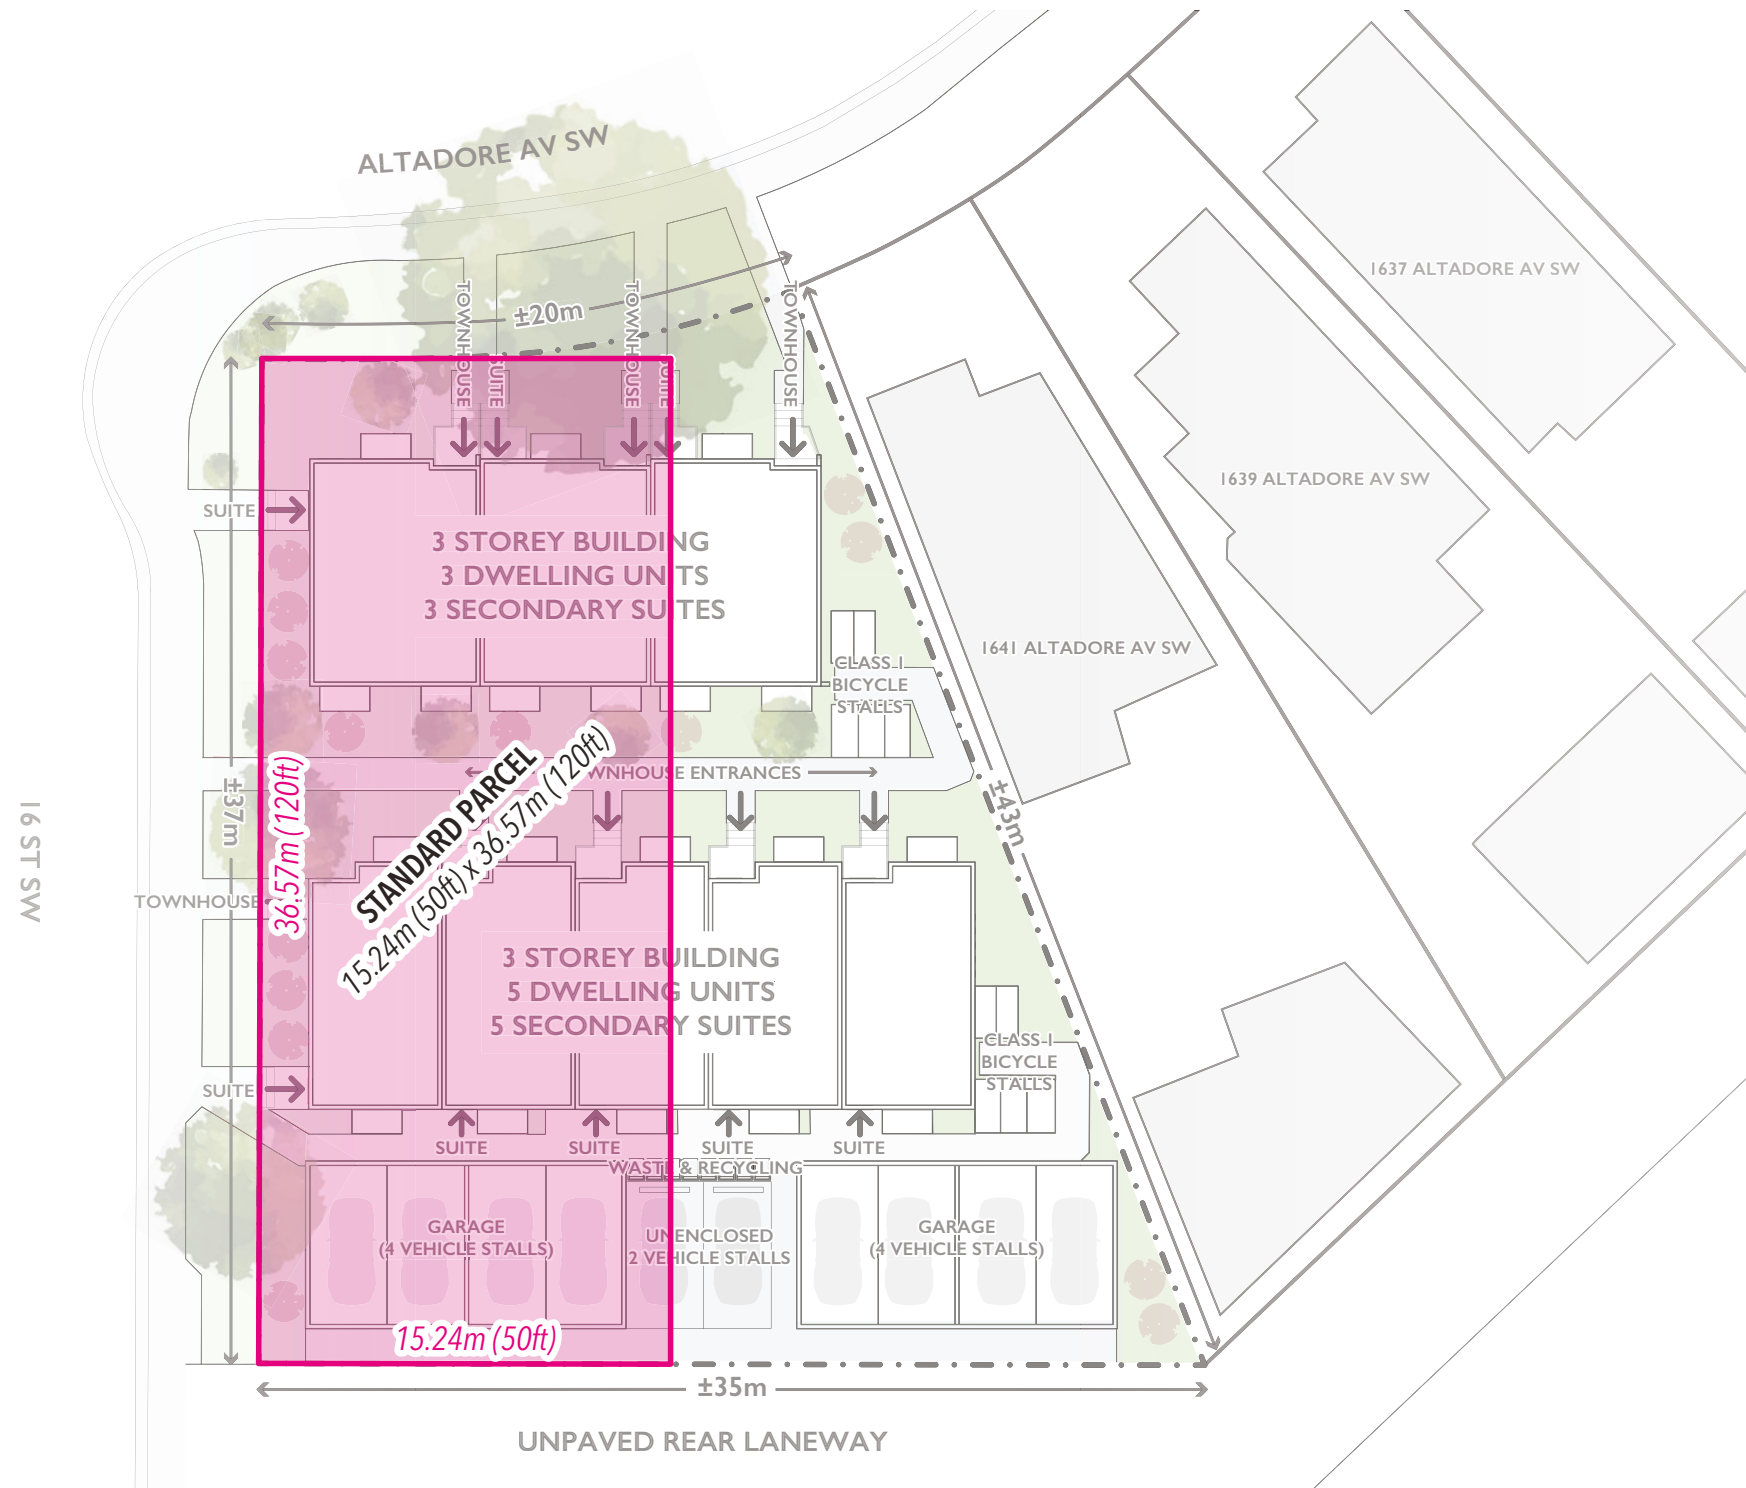 ALTADORE AV SW
1637 ALTADORE AV SW
±20m
TOWNHOUSE
SUITE
TOWNHOUSE
SUITE
TOWNHOUSE
1639 ALTADORE AV SW
SUITE
3 STOREY BUILDING
3 DWELLING UNITS
3 SECONDARY SUITES
1641 ALTADORE AV SW
CLASS-1
BICYCLE
STALLS
TOWNHOUSE ENTRANCES
±37m
36.57m (120ft)
STANDARD PARCEL
15.24m (50ft) x 36.57m (120ft)
±43m
16 ST SW
TOWNHOUSE
3 STOREY BUILDING
5 DWELLING UNITS
5 SECONDARY SUITES
CLASS-1
BICYCLE
STALLS
SUITE
SUITE
SUITE
SUITE
SUITE
WASTE & RECYCLING
GARAGE
(4 VEHICLE STALLS)
UNENCLOSED
2 VEHICLE STALLS
GARAGE
(4 VEHICLE STALLS)
15.24m (50ft)
±35m
UNPAVED REAR LANEWAY